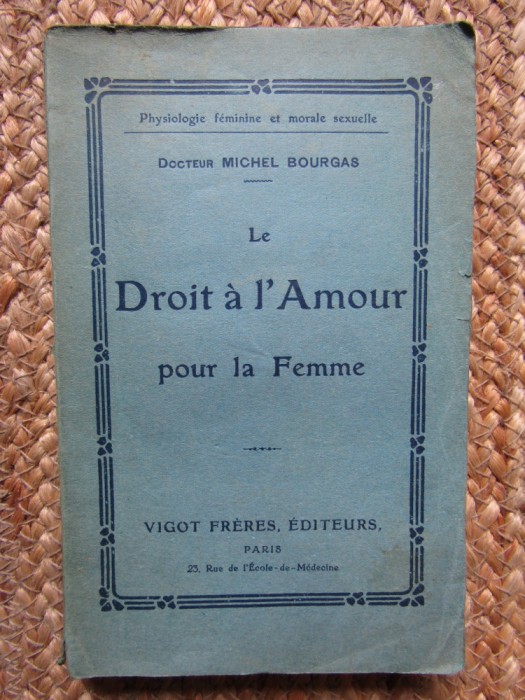 Physiologie féminine et morale sexuelle
DOCTEUR MICHEL BOURGAS
Le
Droit à l'Amour
pour la Femme
VIGOT FRÈRES, ÉDITEURS,
PARIS
23, Rue de l'École-de-Médecine